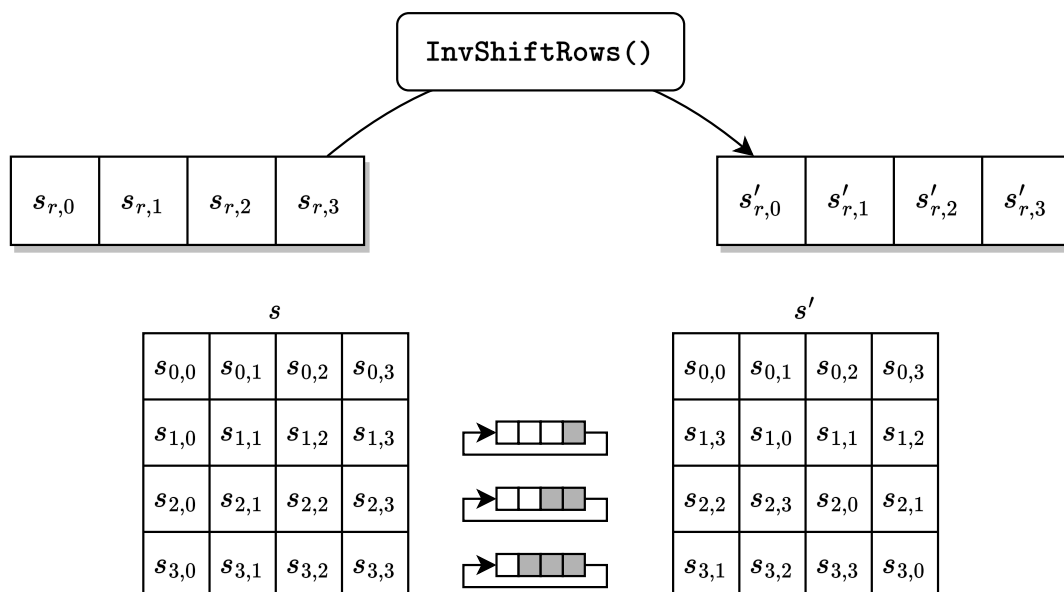 InvShiftRows()
s_{r,0} s_{r,1} s_{r,2} s_{r,3} s'_{r,0} s'_{r,1} s'_{r,2} s'_{r,3}
s s'
s_{0,0} s_{0,1} s_{0,2} s_{0,3} s_{0,0} s_{0,1} s_{0,2} s_{0,3}
s_{1,0} s_{1,1} s_{1,2} s_{1,3} s_{1,3} s_{1,0} s_{1,1} s_{1,2}
s_{2,0} s_{2,1} s_{2,2} s_{2,3} s_{2,2} s_{2,3} s_{2,0} s_{2,1}
s_{3,0} s_{3,1} s_{3,2} s_{3,3} s_{3,1} s_{3,2} s_{3,3} s_{3,0}